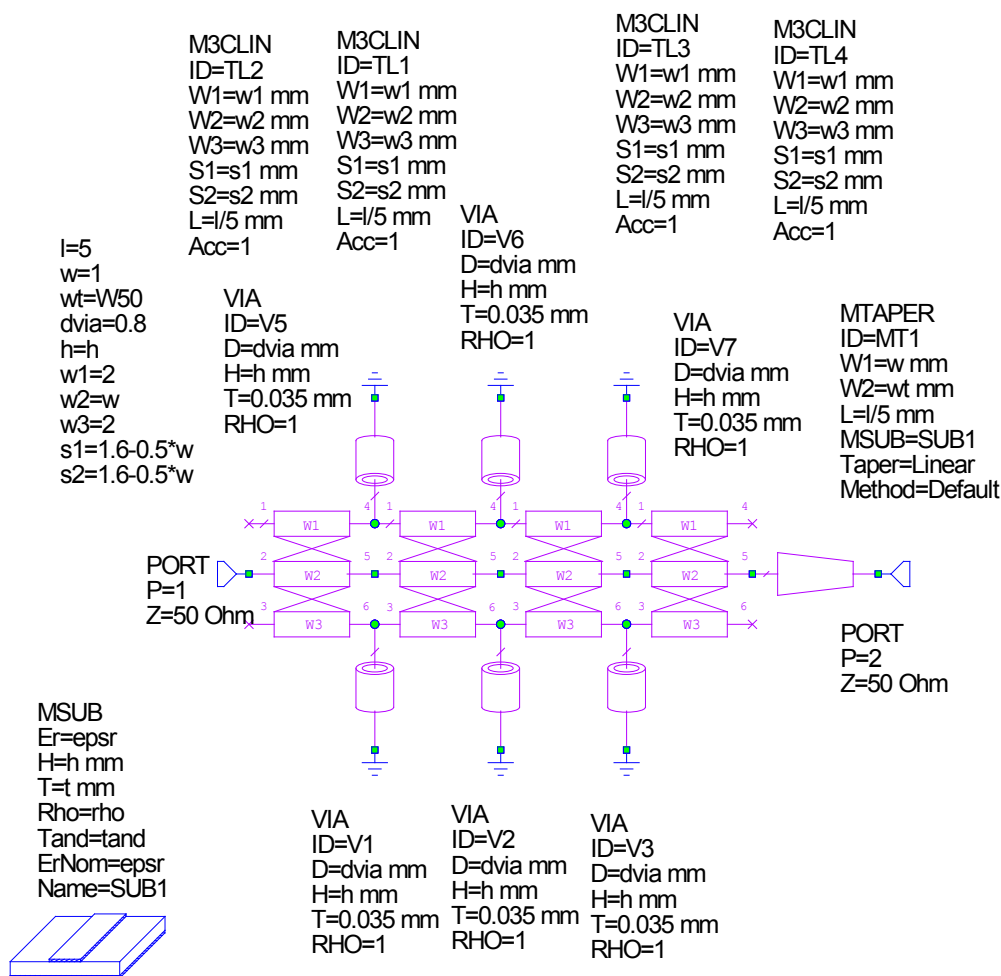 M3CLIN
ID=TL2
W1=w1 mm
W2=w2 mm
W3=w3 mm
S1=s1 mm
S2=s2 mm
L=l/5 mm
Acc=1
M3CLIN
ID=TL1
W1=w1 mm
W2=w2 mm
W3=w3 mm
S1=s1 mm
S2=s2 mm
L=l/5 mm
Acc=1
M3CLIN
ID=TL3
W1=w1 mm
W2=w2 mm
W3=w3 mm
S1=s1 mm
S2=s2 mm
L=l/5 mm
Acc=1
M3CLIN
ID=TL4
W1=w1 mm
W2=w2 mm
W3=w3 mm
S1=s1 mm
S2=s2 mm
L=l/5 mm
Acc=1
l=5
w=1
wt=W50
dvia=0.8
h=h
w1=2
w2=w
w3=2
s1=1.6-0.5*w
s2=1.6-0.5*w
VIA
ID=V5
D=dvia mm
H=h mm
T=0.035 mm
RHO=1
VIA
ID=V6
D=dvia mm
H=h mm
T=0.035 mm
RHO=1
VIA
ID=V7
D=dvia mm
H=h mm
T=0.035 mm
RHO=1
MTAPER
ID=MT1
W1=w mm
W2=wt mm
L=l/5 mm
MSUB=SUB1
Taper=Linear
Method=Default
1 W1 4 1 W1 4 1 W1 4 1 W1 4
2 W2 5 2 W2 5 2 W2 5 2 W2 5
3 W3 6 3 W3 6 3 W3 6 3 W3 6
PORT
P=1
Z=50 Ohm
PORT
P=2
Z=50 Ohm
MSUB
Er=epsr
H=h mm
T=t mm
Rho=rho
Tand=tand
ErNom=epsr
Name=SUB1
VIA
ID=V1
D=dvia mm
H=h mm
T=0.035 mm
RHO=1
VIA
ID=V2
D=dvia mm
H=h mm
T=0.035 mm
RHO=1
VIA
ID=V3
D=dvia mm
H=h mm
T=0.035 mm
RHO=1